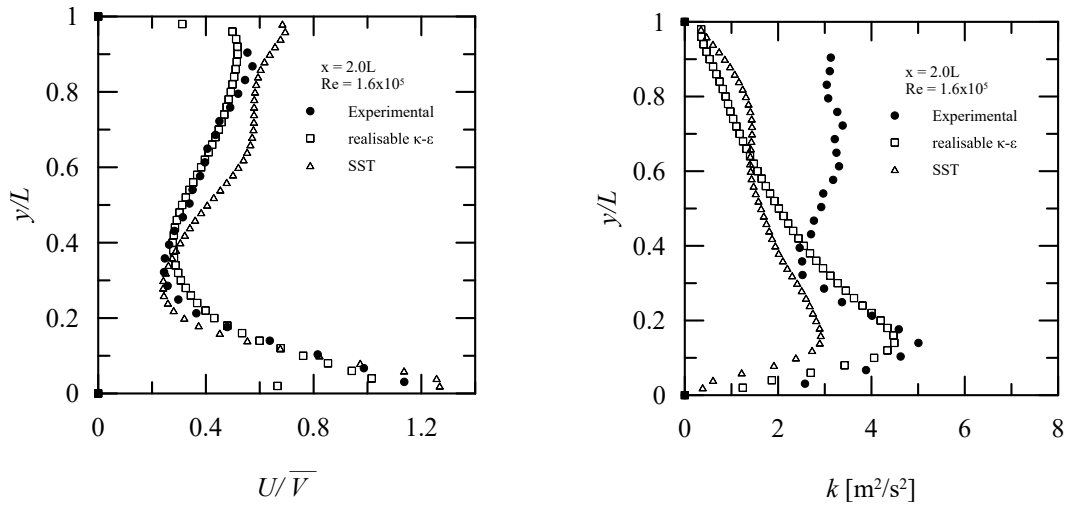 1
0.8
0.6
0.4
0.2
0
y/L
x = 2.0L
Re = 1.6x10⁵
Experimental
realisable κ-ε
SST
0 0.4 0.8 1.2
U/ V̅
1
0.8
0.6
0.4
0.2
0
y/L
x = 2.0L
Re = 1.6x10⁵
Experimental
realisable κ-ε
SST
0 2 4 6 8
k [m²/s²]